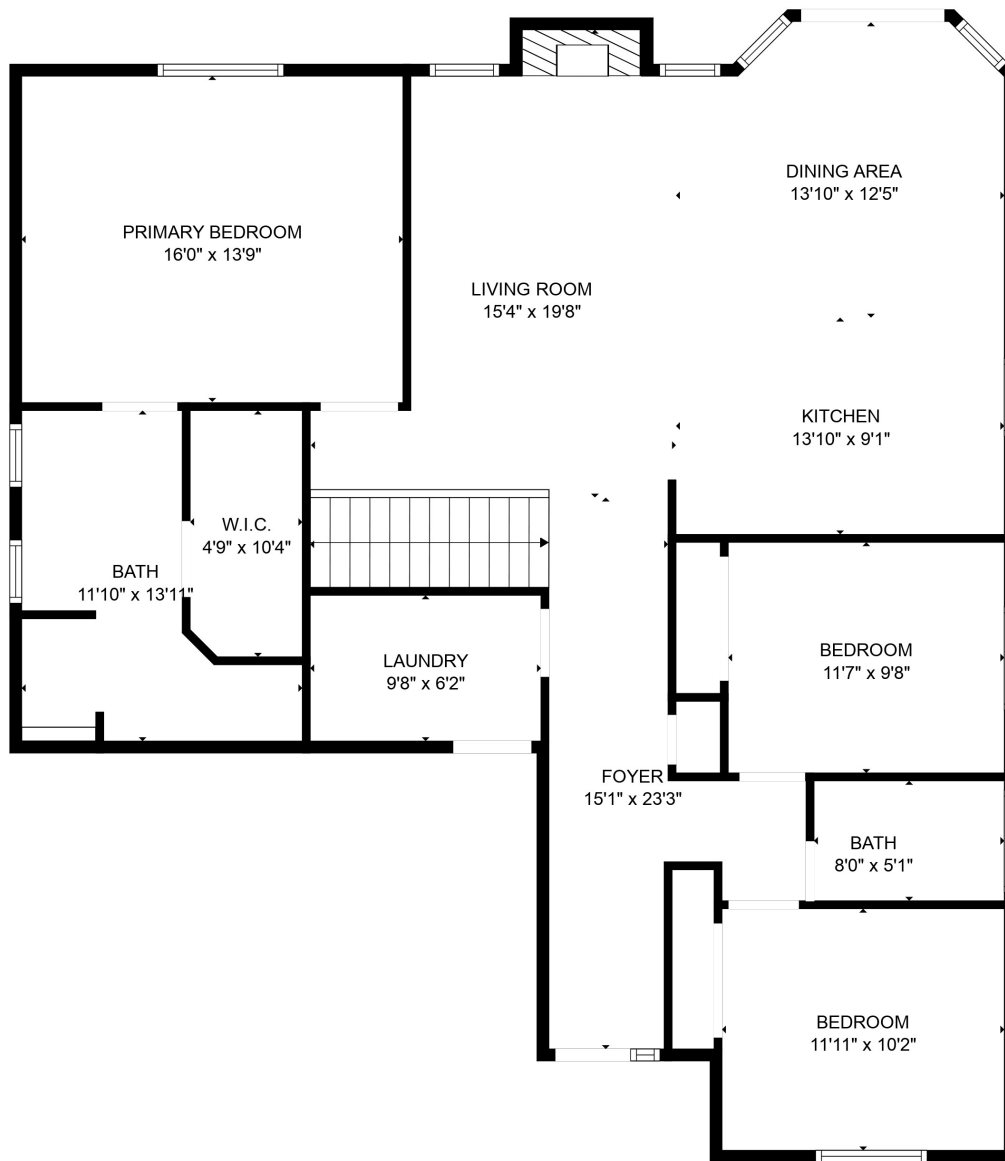 DINING AREA
13'10" x 12'5"
PRIMARY BEDROOM
16'0" x 13'9"
LIVING ROOM
15'4" x 19'8"
KITCHEN
13'10" x 9'1"
W.I.C.
4'9" x 10'4"
BATH
11'10" x 13'11"
LAUNDRY
9'8" x 6'2"
BEDROOM
11'7" x 9'8"
FOYER
15'1" x 23'3"
BATH
8'0" x 5'1"
BEDROOM
11'11" x 10'2"